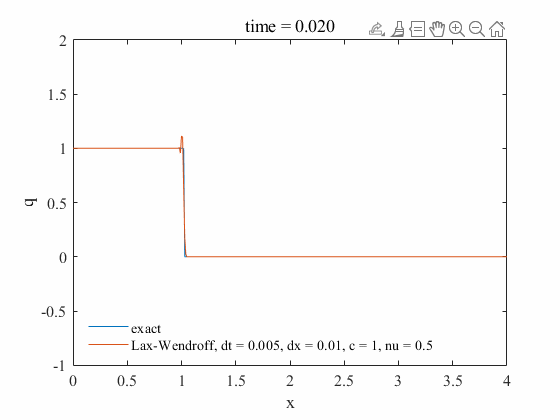 time = 0.020
2
1.5
1
0.5
0
-0.5
-1
q
exact
Lax-Wendroff, dt = 0.005, dx = 0.01, c = 1, nu = 0.5
0 0.5 1 1.5 2 2.5 3 3.5 4
x